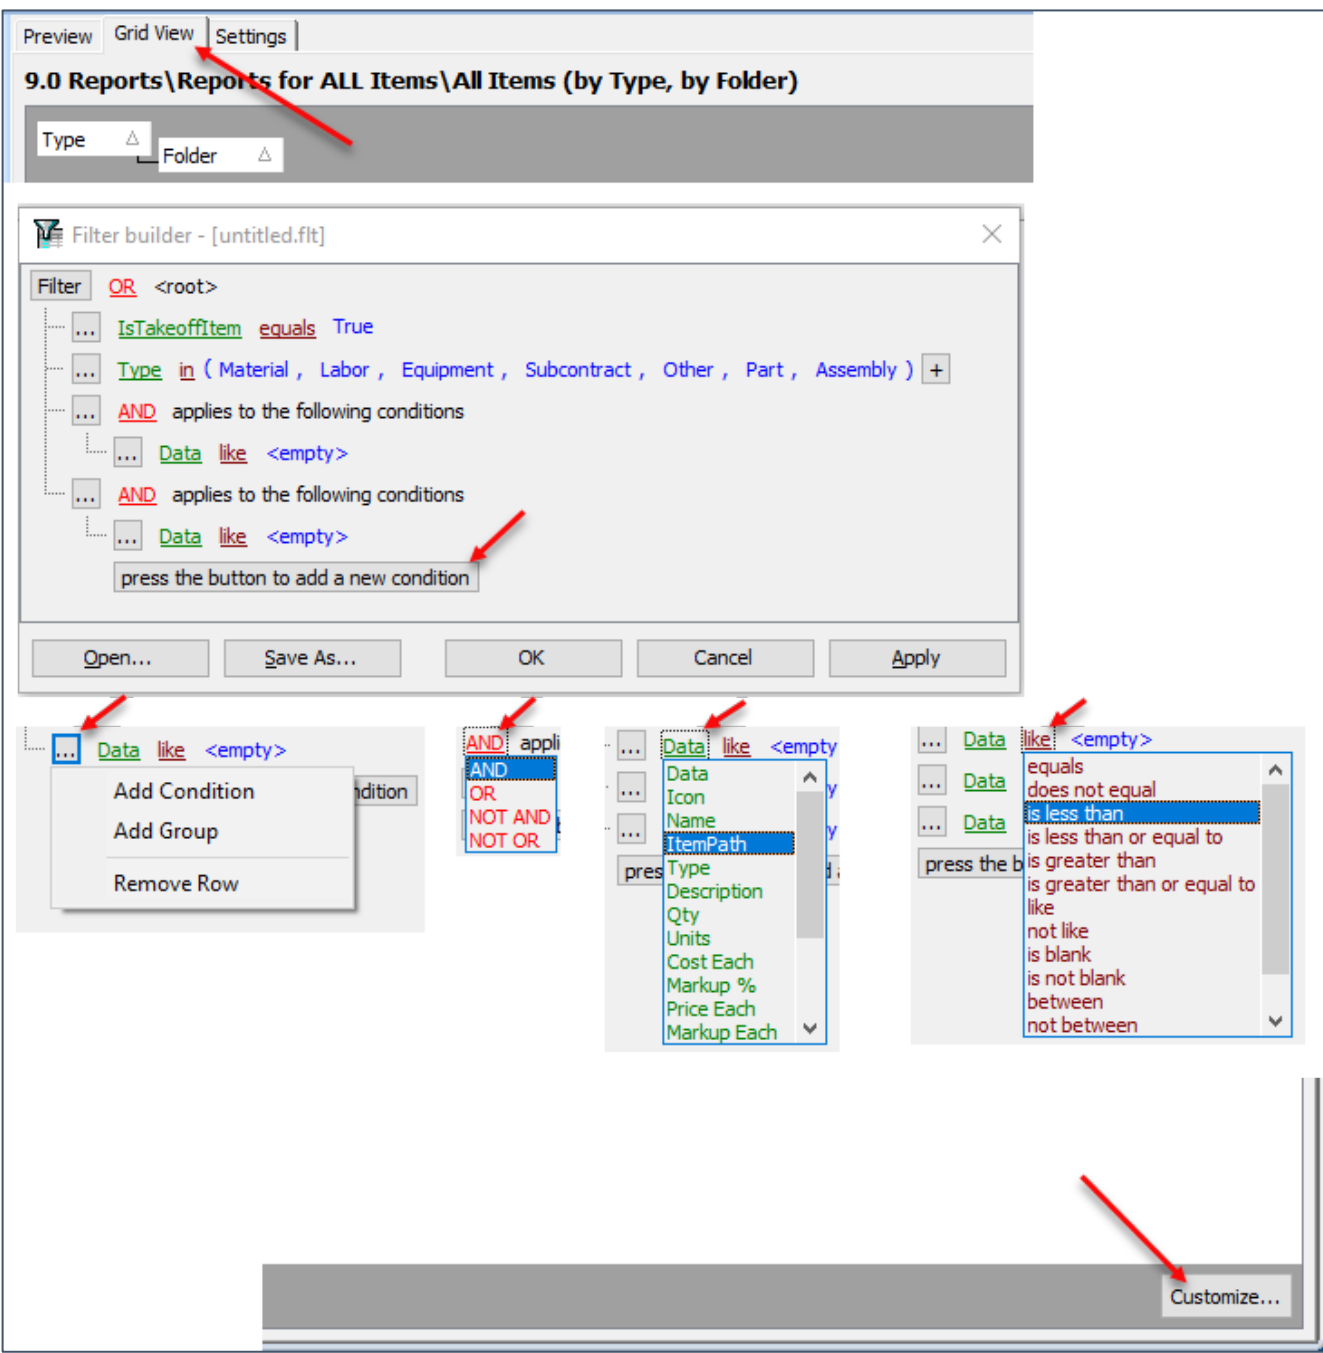 Preview Grid View Settings
9.0 Reports\Reports for ALL Items\All Items (by Type, by Folder)
Type
Folder
Filter builder - [untitled.flt]
Filter OR <root>
... IsTakeoffItem equals True
... Type in ( Material , Labor , Equipment , Subcontract , Other , Part , Assembly ) +
... AND applies to the following conditions
... Data like <empty>
... AND applies to the following conditions
... Data like <empty>
press the button to add a new condition
Open... Save As... OK Cancel Apply
... Data like <empty>
Add Condition
Add Group
Remove Row
ndition
AND appli
AND
OR
NOT AND
NOT OR
... Data like <empty
...
...
pres
Data
Icon
Name
ItemPath
Type
Description
Qty
Units
Cost Each
Markup %
Price Each
Markup Each
... Data like <empty>
... Data
... Data
press the b
equals
does not equal
is less than
is less than or equal to
is greater than
is greater than or equal to
like
not like
is blank
is not blank
between
not between
Customize...